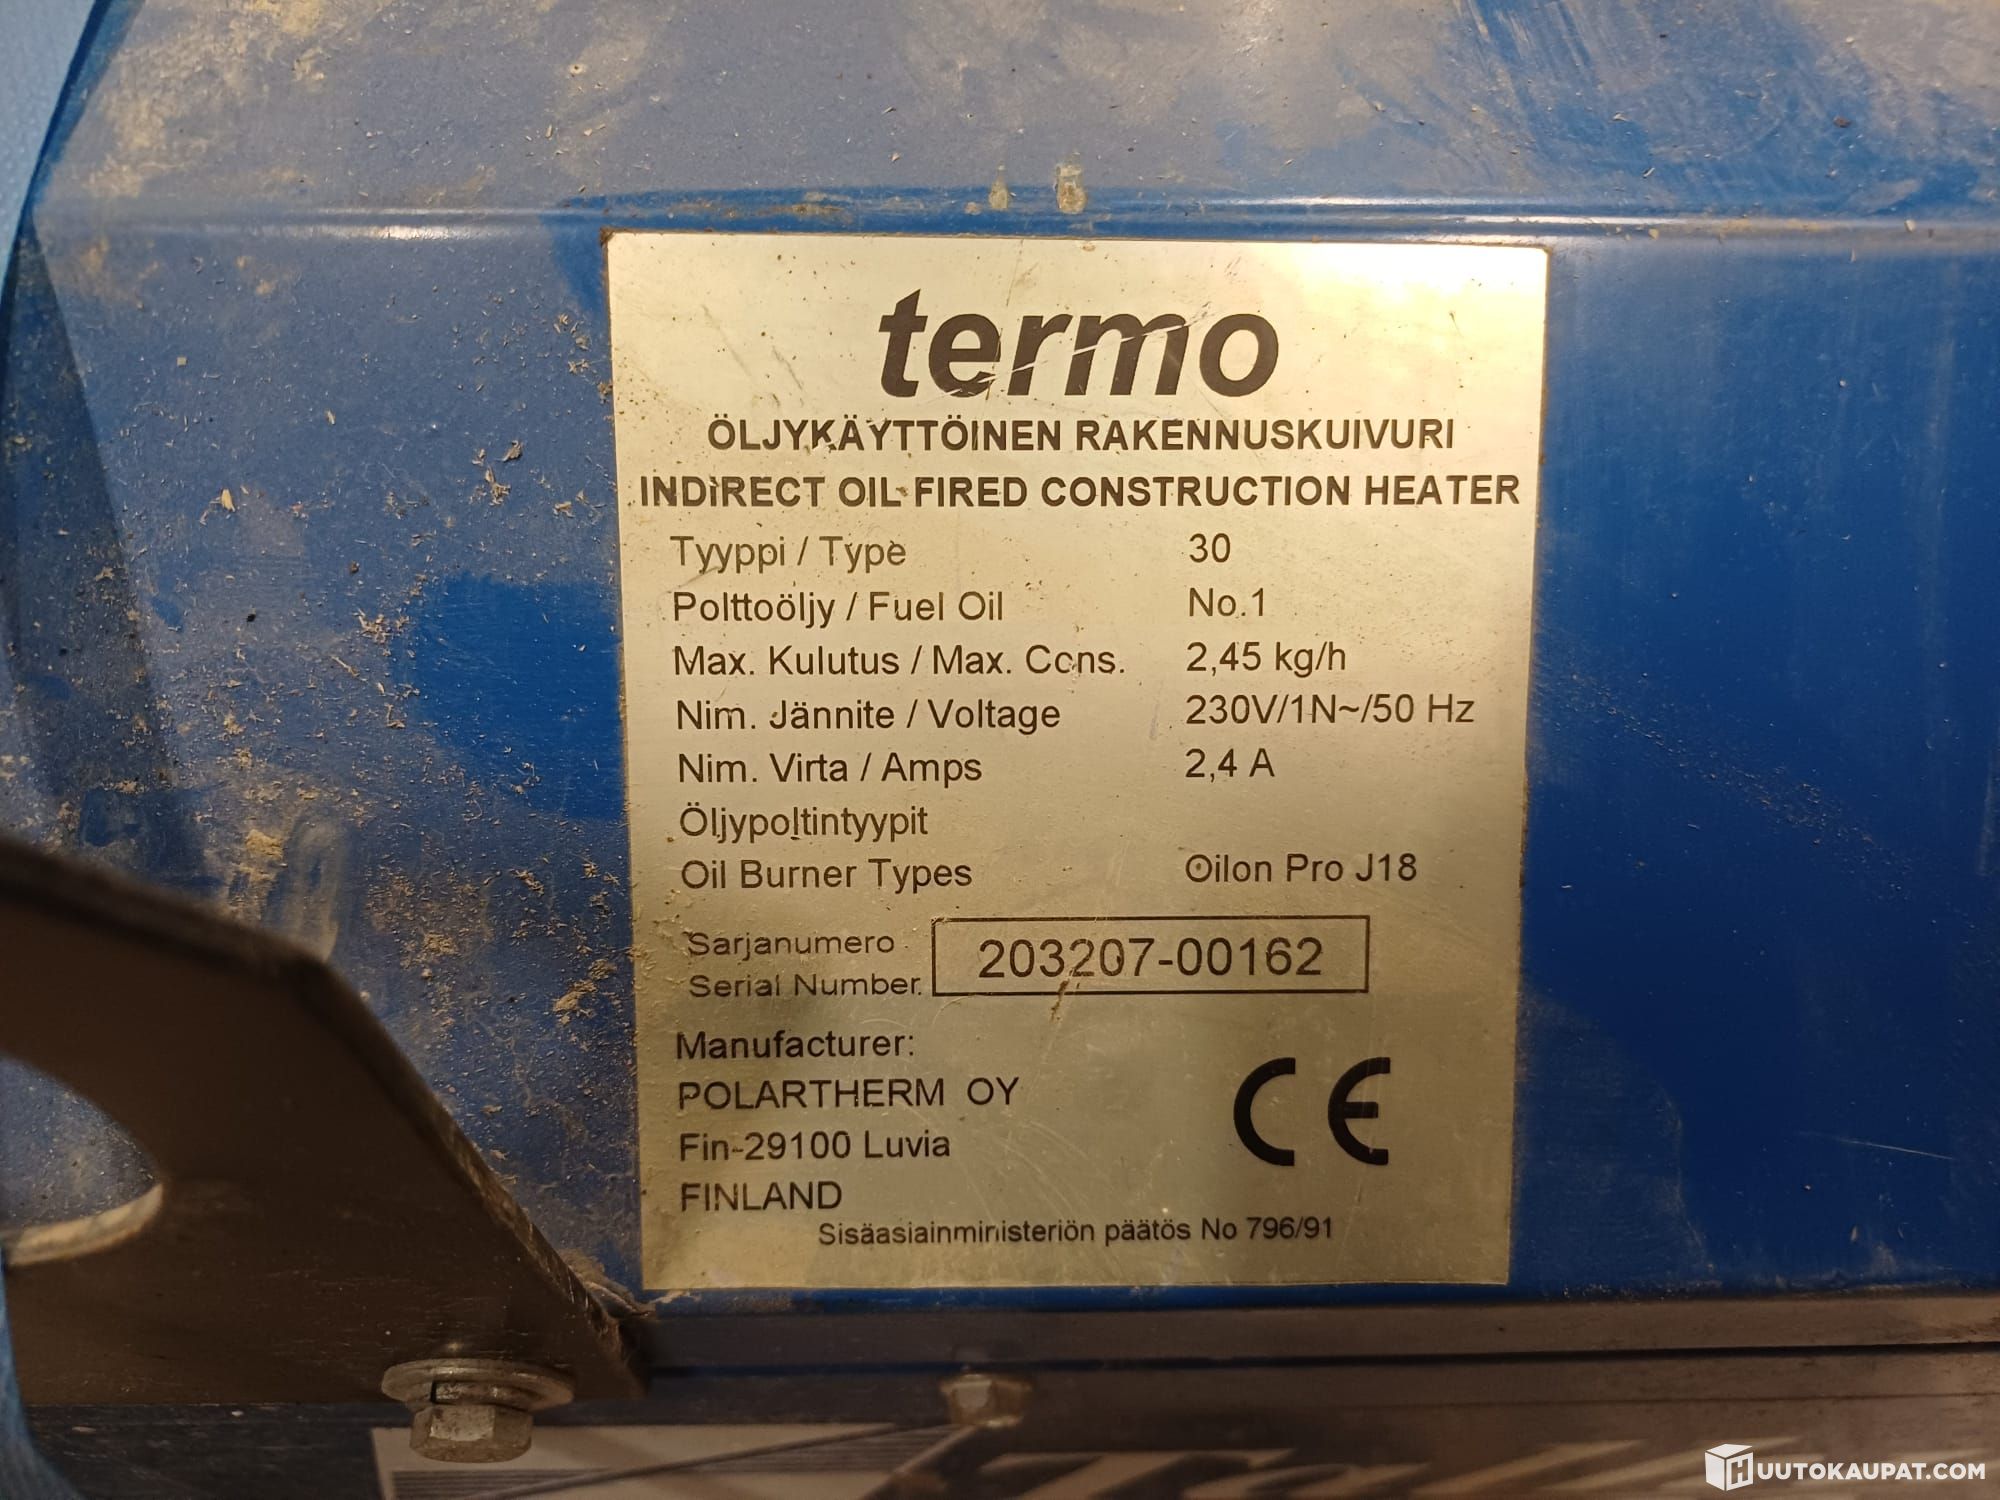 termo
ÖLJYKÄYTTÖINEN RAKENNUSKUIVURI
INDIRECT OIL FIRED CONSTRUCTION HEATER
Tyyppi / Type 30
Polttoöljy / Fuel Oil No.1
Max. Kulutus / Max. Cons. 2,45 kg/h
Nim. Jännite / Voltage 230V/1N~/50 Hz
Nim. Virta / Amps 2,4 A
Öljypoltintyypit
Oil Burner Types Oilon Pro J18
Sarjanumero
Serial Number. 203207-00162
Manufacturer:
POLARTHERM OY
Fin-29100 Luvia
FINLAND
CE
Sisäasiainministeriön päätös No 796/91
HUUTOKAUPAT.COM